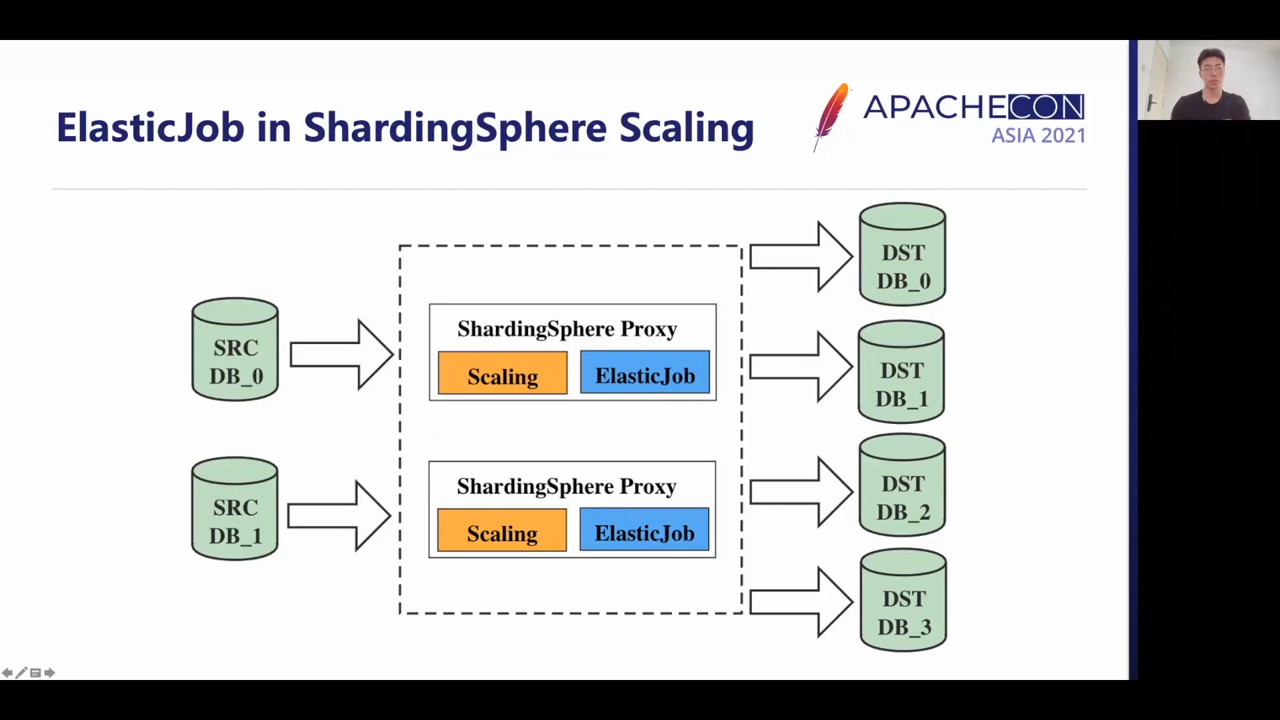 ElasticJob in ShardingSphere Scaling
APACHECON
ASIA 2021
SRC
DB_0
SRC
DB_1
ShardingSphere Proxy
Scaling
ElasticJob
ShardingSphere Proxy
Scaling
ElasticJob
DST
DB_0
DST
DB_1
DST
DB_2
DST
DB_3